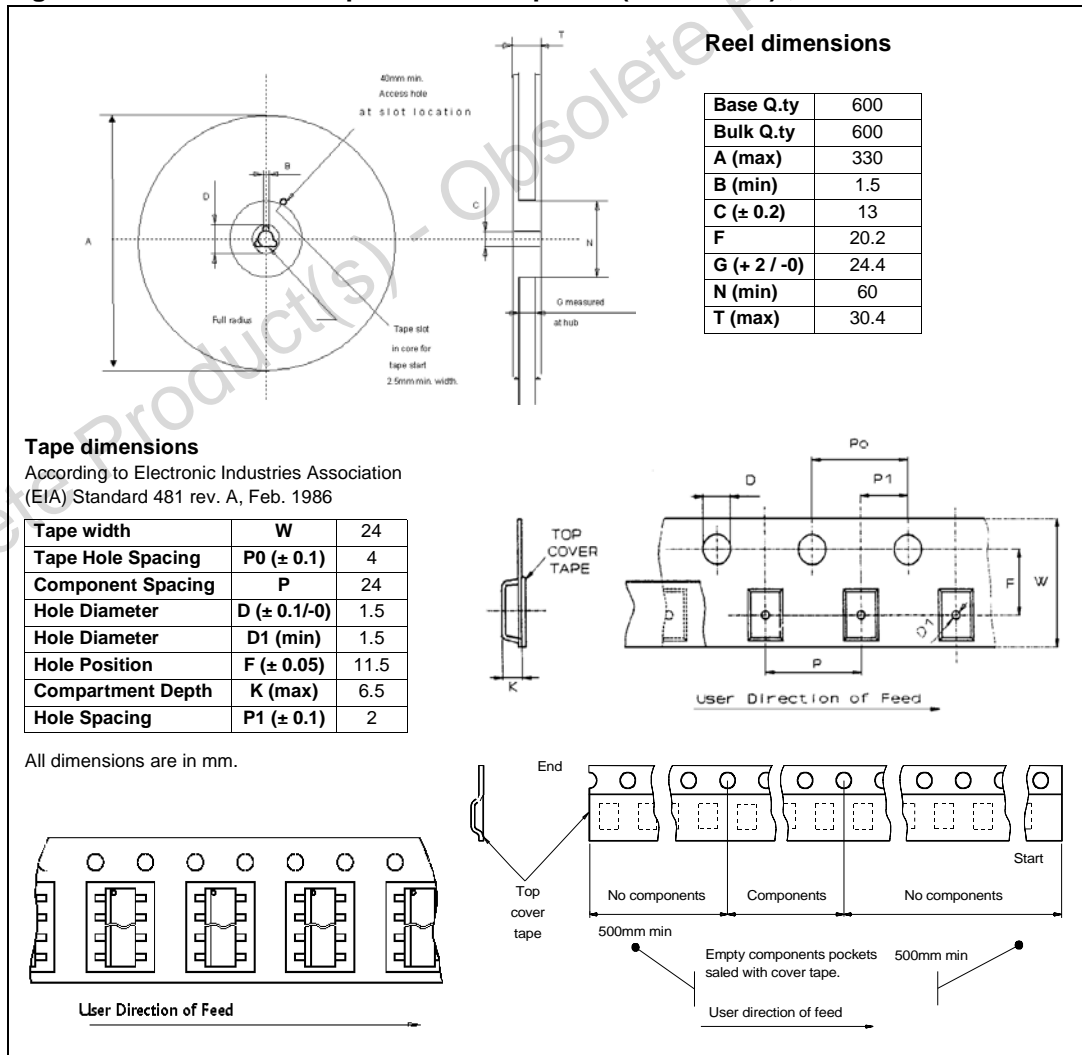 Reel dimensions
T
40mm min.
Access hole
at slot location
B
D
C
A
N
Full radius
Tape slot
in core for
tape start
2.5mm min. width.
G measured
at hub
Base Q.ty 600
Bulk Q.ty 600
A (max) 330
B (min) 1.5
C (± 0.2) 13
F 20.2
G (+ 2 / -0) 24.4
N (min) 60
T (max) 30.4
Obsolete Product(s) - Obsolete
Tape dimensions
According to Electronic Industries Association
(EIA) Standard 481 rev. A, Feb. 1986
Tape width W 24
Tape Hole Spacing P0 (± 0.1) 4
Component Spacing P 24
Hole Diameter D (± 0.1/-0) 1.5
Hole Diameter D1 (min) 1.5
Hole Position F (± 0.05) 11.5
Compartment Depth K (max) 6.5
Hole Spacing P1 (± 0.1) 2
All dimensions are in mm.
TOP
COVER
TAPE
K
Po
D
P1
F
W
D1
P
User Direction of Feed
End
Start
Top
cover
tape
No components
Components
No components
500mm min
Empty components pockets
saled with cover tape.
500mm min
User direction of feed
User Direction of Feed